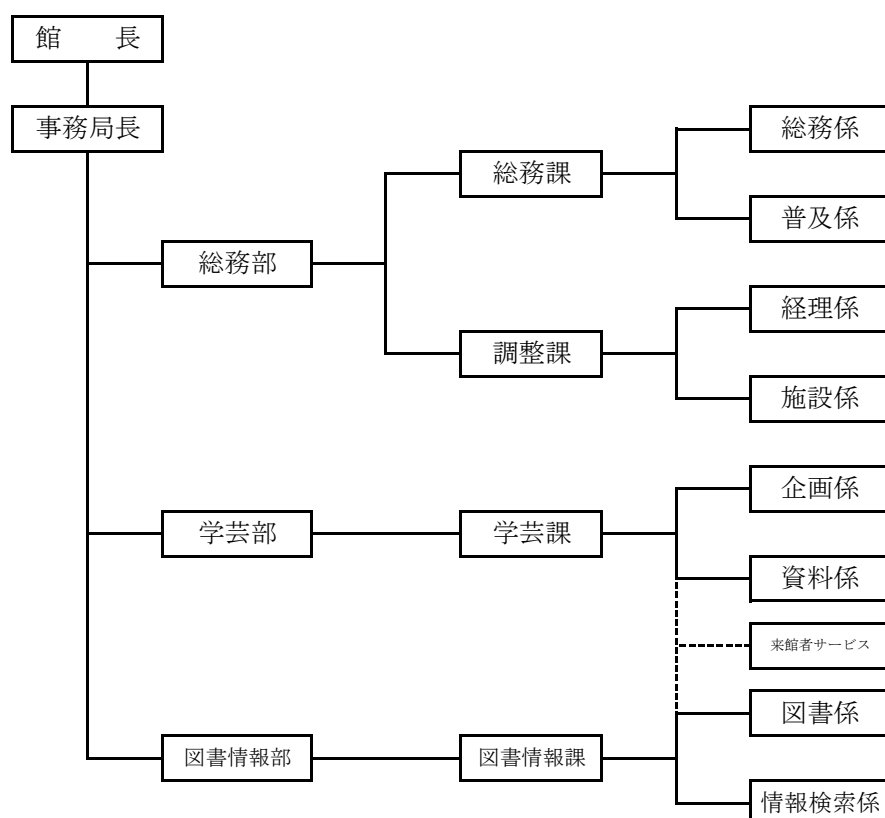 館　　長
事務局長
総務部
総務課
総務係
普及係
調整課
経理係
施設係
学芸部
学芸課
企画係
資料係
来館者サービス
図書情報部
図書情報課
図書係
情報検索係